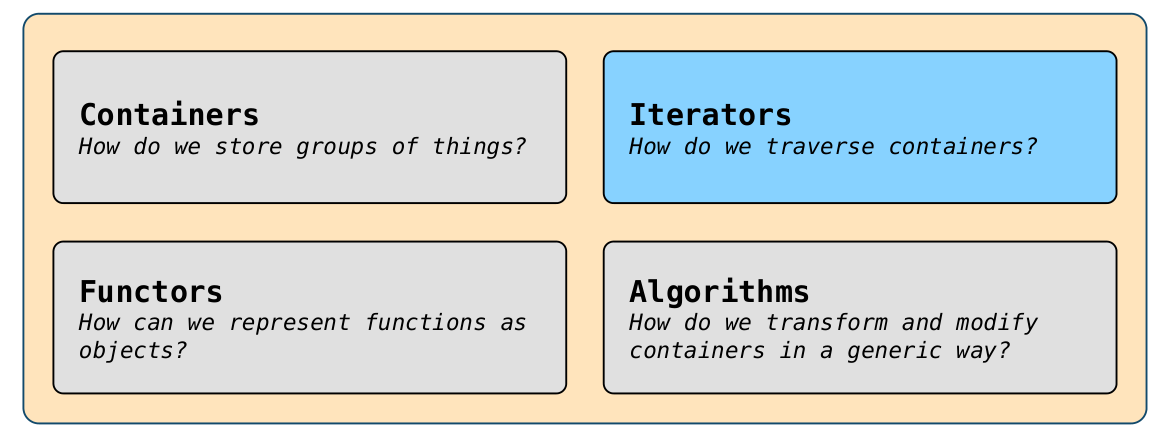 Containers
How do we store groups of things?
Iterators
How do we traverse containers?
Functors
How can we represent functions as
objects?
Algorithms
How do we transform and modify
containers in a generic way?